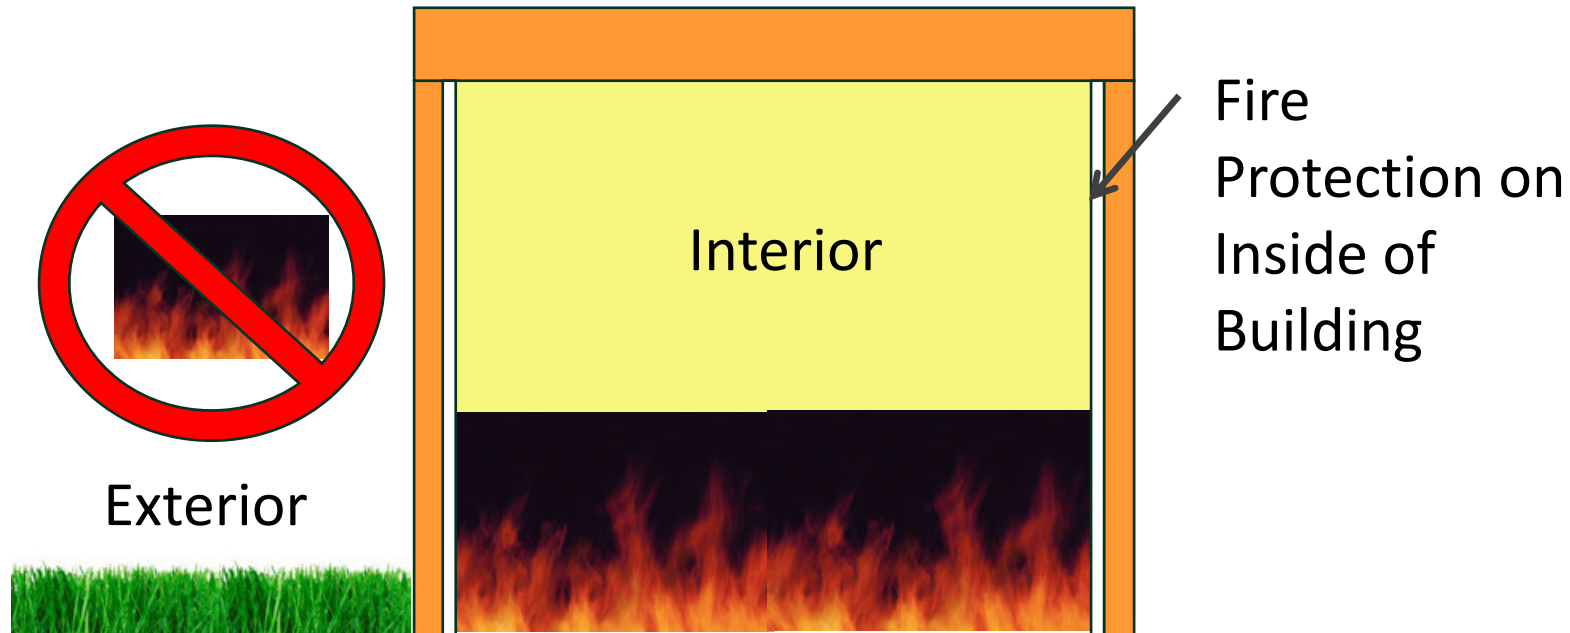 Fire
Protection on
Inside of
Building
Interior
Exterior